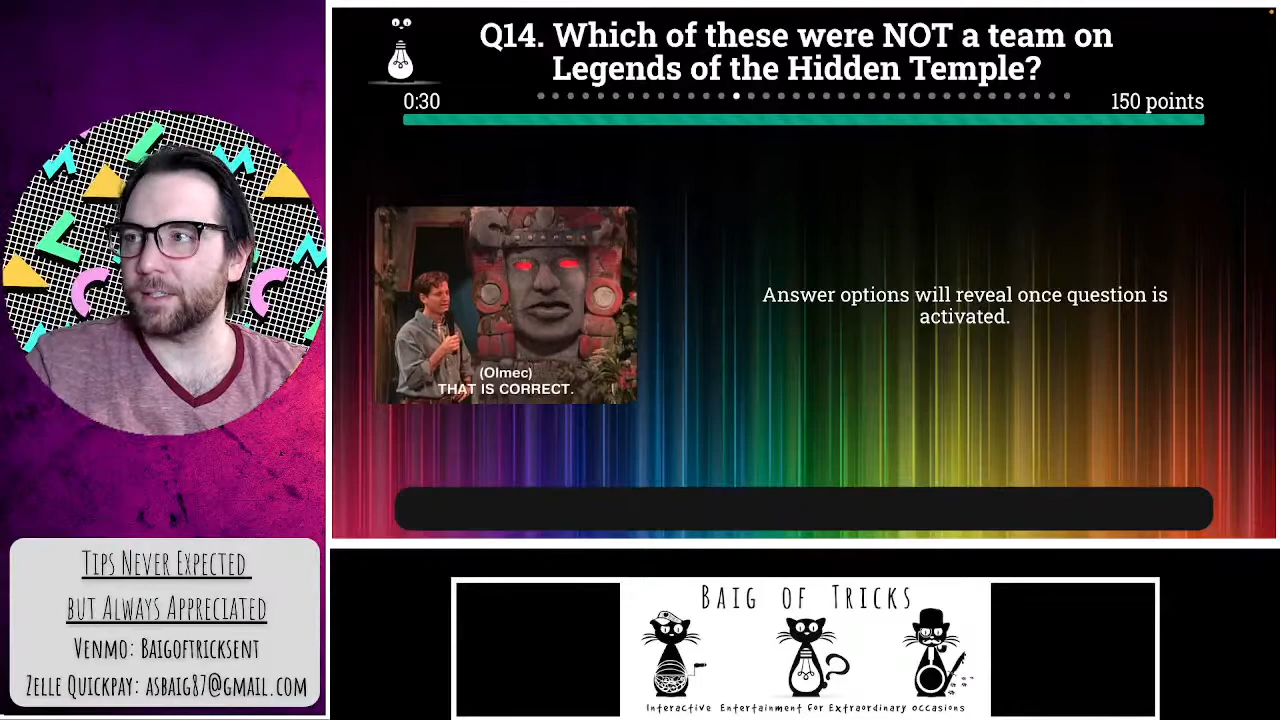 Q14. Which of these were NOT a team on
Legends of the Hidden Temple?
0:30
150 points
(Olmec)
THAT IS CORRECT.
Answer options will reveal once question is
activated.
Tips Never Expected
but Always Appreciated
Venmo: Baigoftricksent
Zelle Quickpay: asbaig87@gmail.com
Baig of Tricks
Interactive Entertainment for Extraordinary Occasions